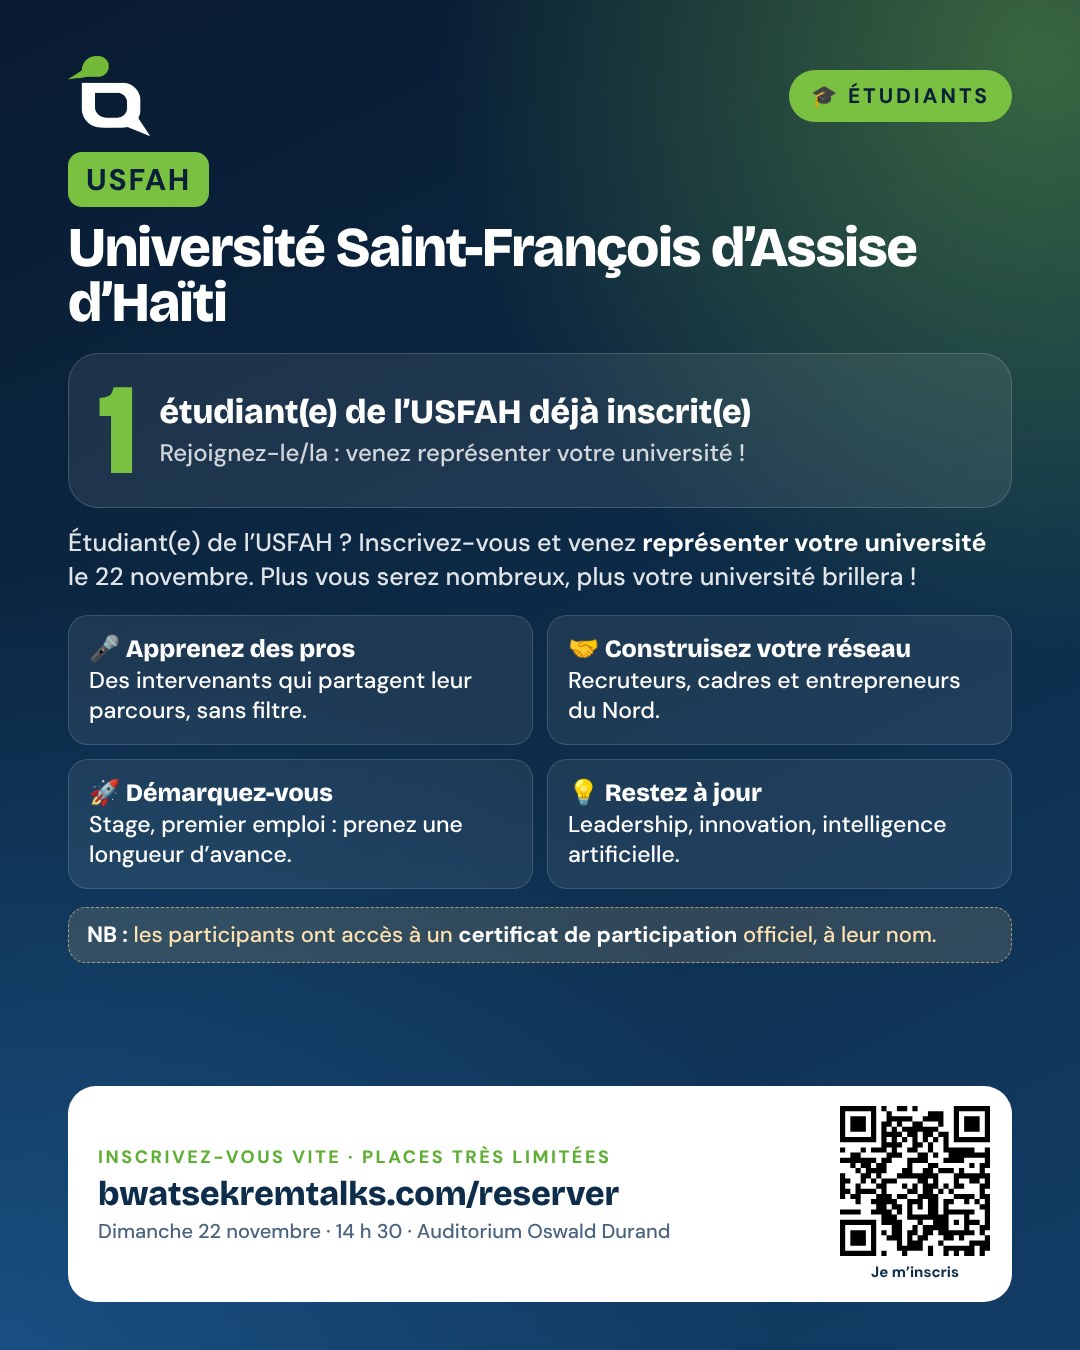 🎓 ÉTUDIANTS
USFAH
Université Saint-François d’Assise
d’Haïti
1
étudiant(e) de l’USFAH déjà inscrit(e)
Rejoignez-le/la : venez représenter votre université !
Étudiant(e) de l’USFAH ? Inscrivez-vous et venez représenter votre université
le 22 novembre. Plus vous serez nombreux, plus votre université brillera !
🎤 Apprenez des pros
Des intervenants qui partagent leur
parcours, sans filtre.
🤝 Construisez votre réseau
Recruteurs, cadres et entrepreneurs
du Nord.
🚀 Démarquez-vous
Stage, premier emploi : prenez une
longueur d’avance.
💡 Restez à jour
Leadership, innovation, intelligence
artificielle.
NB : les participants ont accès à un certificat de participation officiel, à leur nom.
INSCRIVEZ-VOUS VITE · PLACES TRÈS LIMITÉES
bwatsekremtalks.com/reserver
Dimanche 22 novembre · 14 h 30 · Auditorium Oswald Durand
Je m’inscris